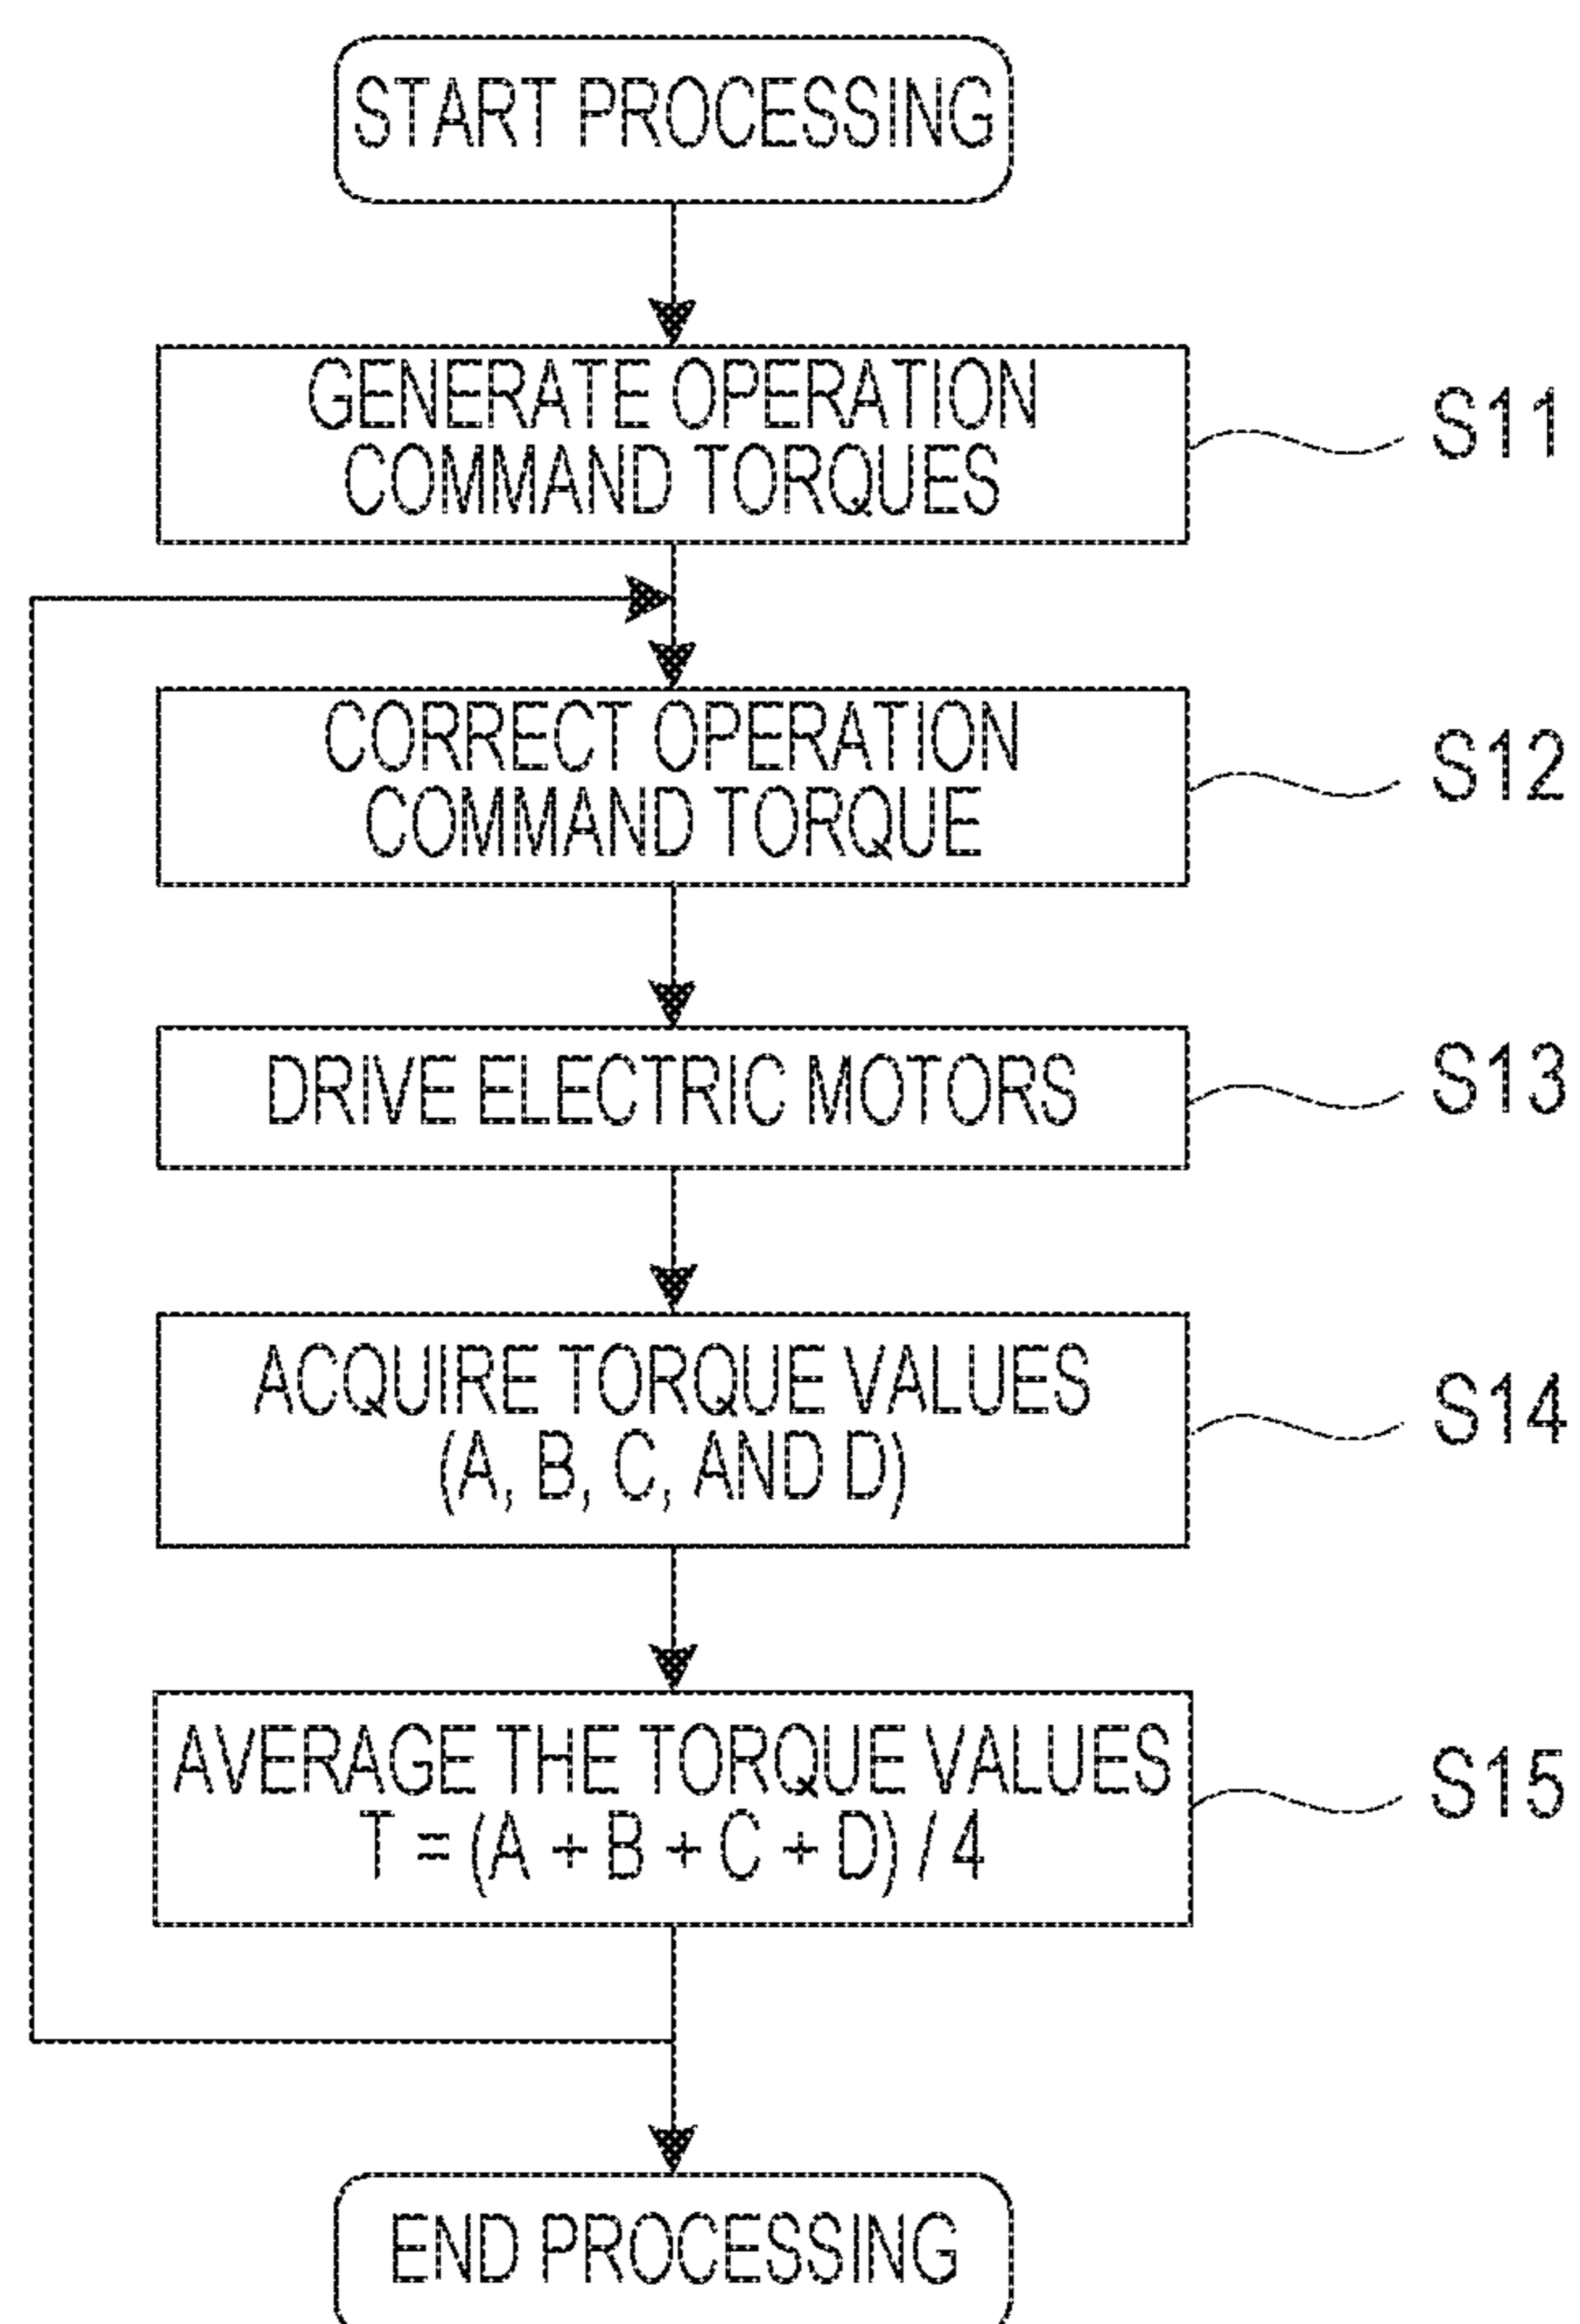 START PROCESSING
GENERATE OPERATION
COMMAND TORQUES
S11
CORRECT OPERATION
COMMAND TORQUE
S12
DRIVE ELECTRIC MOTORS
S13
ACQUIRE TORQUE VALUES
(A, B, C, AND D)
S14
AVERAGE THE TORQUE VALUES
T = (A + B + C + D) / 4
S15
END PROCESSING